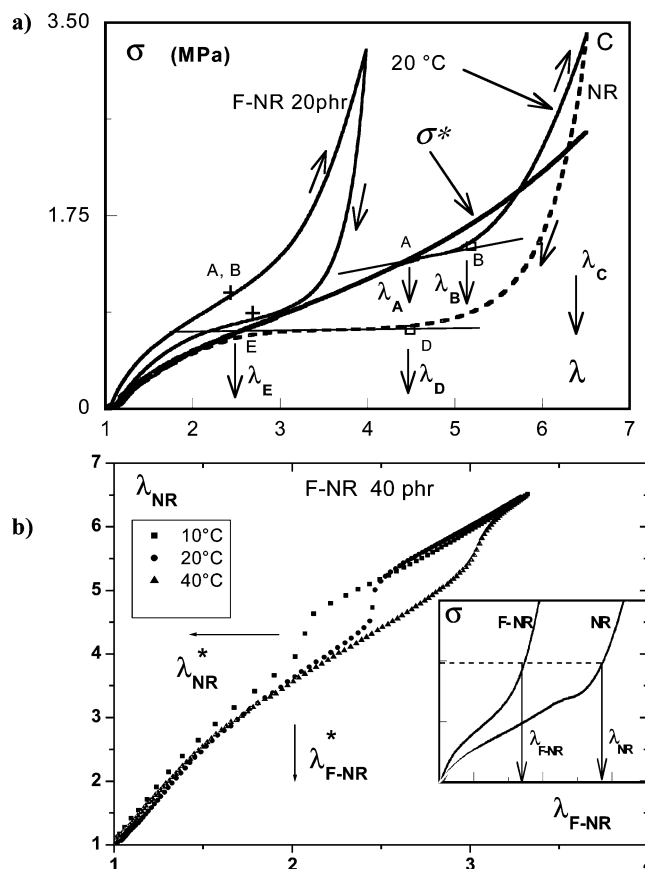 a)
3.50
σ (MPa)
C
20 °C
NR
F-NR 20phr
σ*
1.75
A, B
A
B
λA
λB
λC
E
D
λE
λD
λ
0
1 2 3 4 5 6 7
b)
7
λNR
F-NR 40 phr
10°C
20°C
40°C
6
5
σ
F-NR
NR
4
λ*NR
λ*F-NR
3
λF-NR
λNR
2
λF-NR
1
1 2 3 4